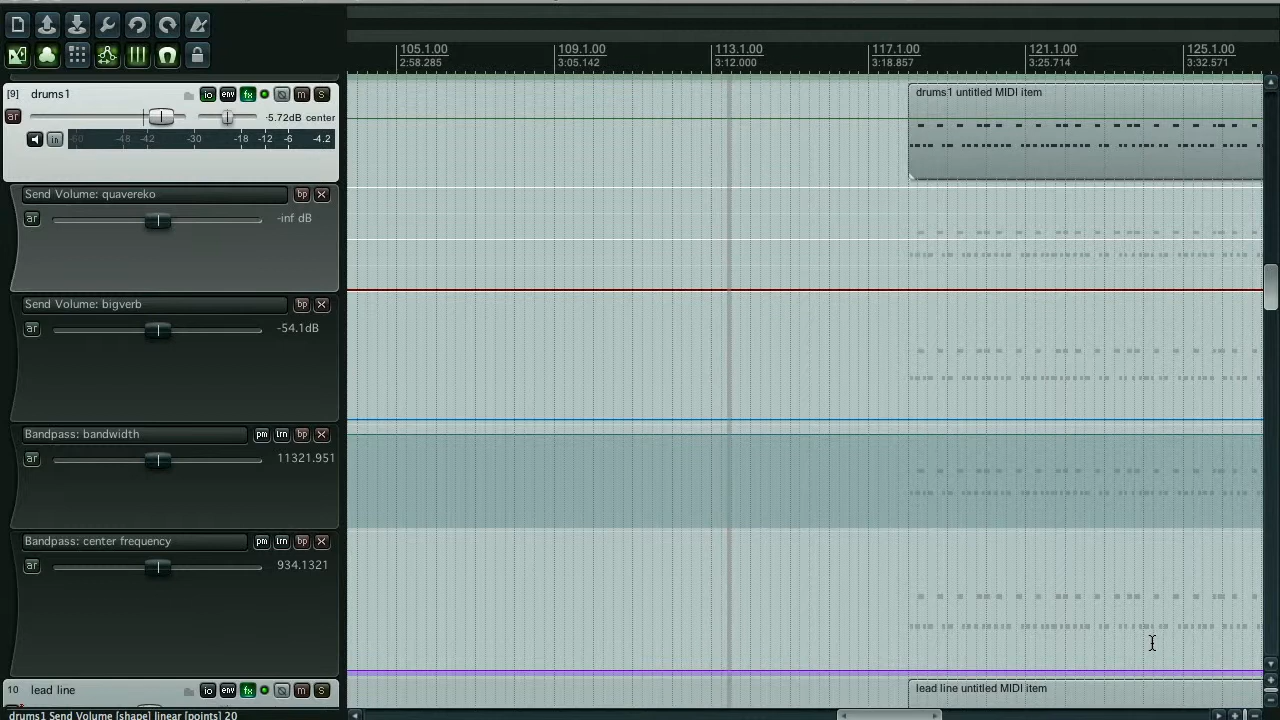 105.1.00 109.1.00 113.1.00 117.1.00 121.1.00 125.1.00
2:58.285 3:05.142 3:12.000 3:18.857 3:25.714 3:32.571
[9] drums1 io env fx m S
ar -5.72dB center
in -60 -48 -42 -30 -18 -12 -6 -4.2
drums1 untitled MIDI item
Send Volume: quavereko bp
ar -inf dB
Send Volume: bigverb bp
ar -54.1dB
Bandpass: bandwidth pm lrn bp
ar 11321.951
Bandpass: center frequency pm lrn bp
ar 934.1321
10 lead line io env fx m S
lead line untitled MIDI item
drums1 Send Volume [shape] linear [points] 20